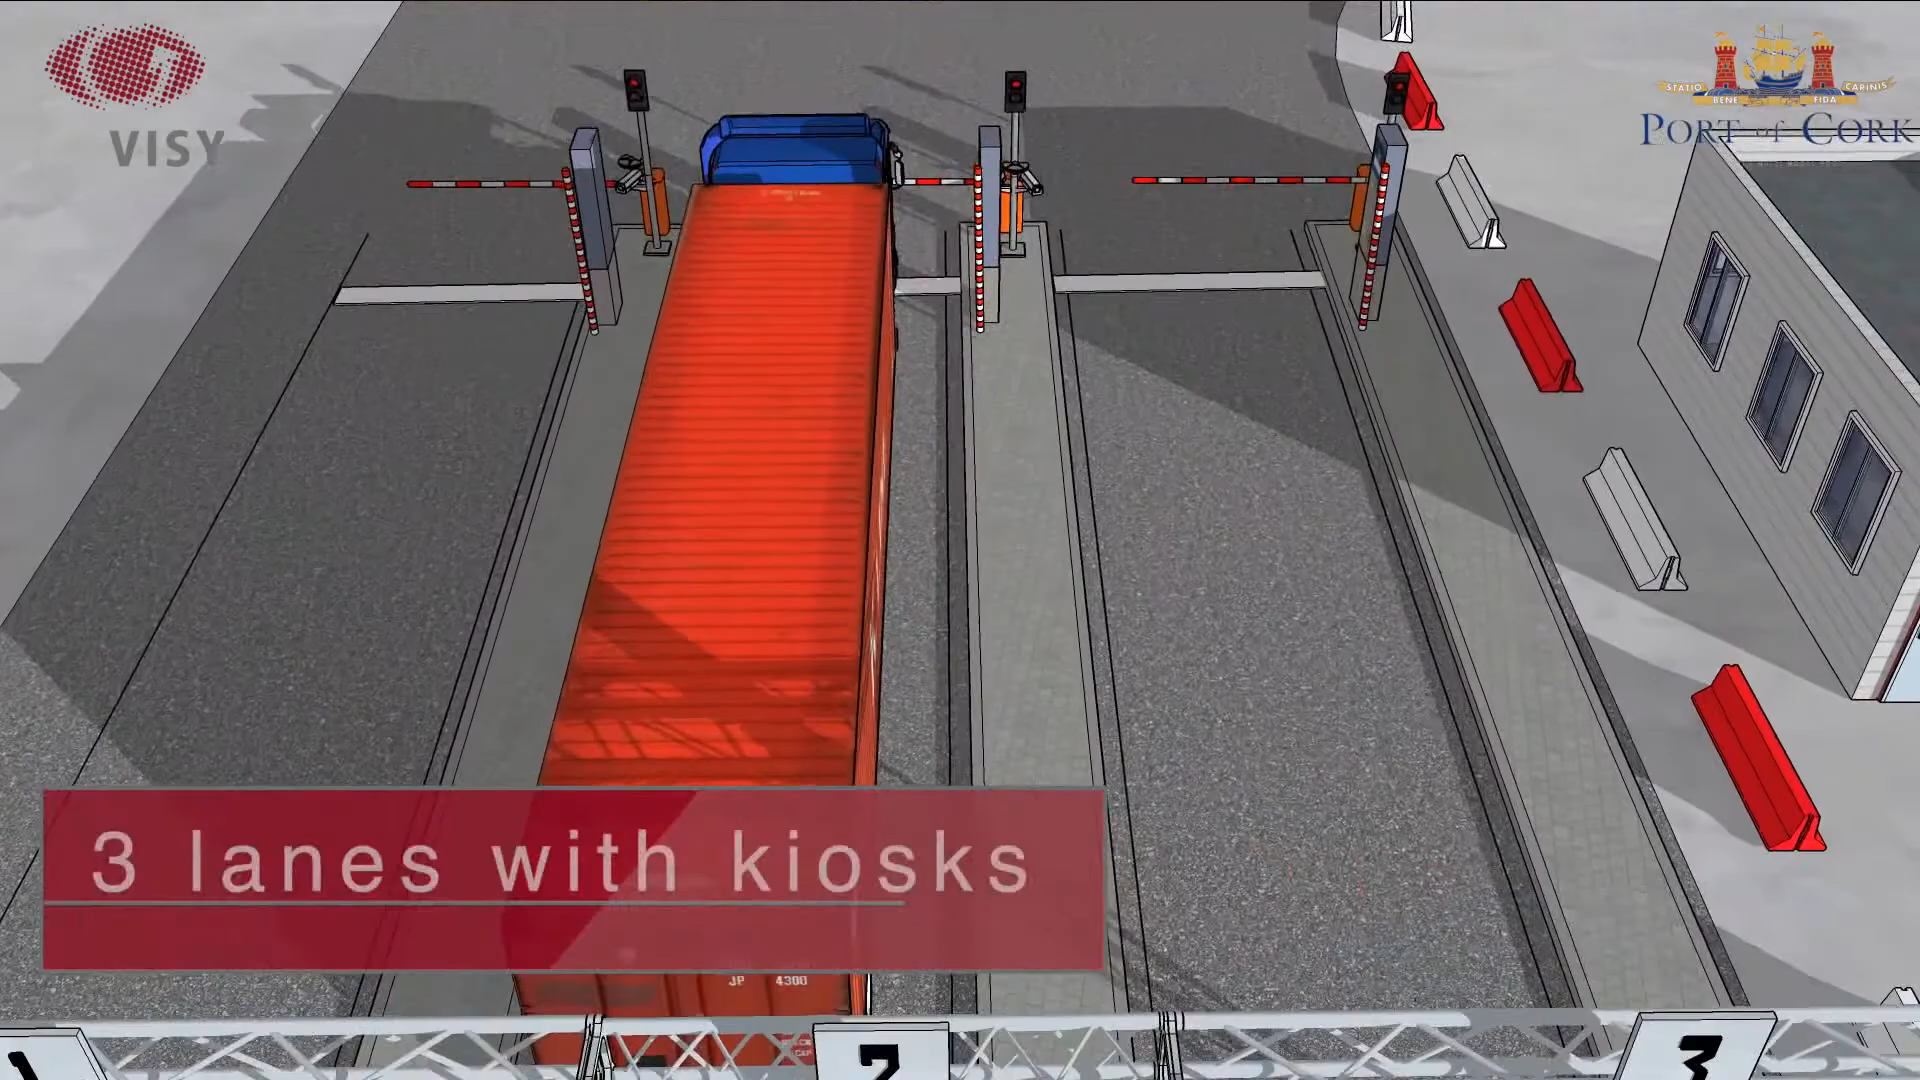 VISY
STATIO BENE FIDA CARINIS
PORT of CORK
3 lanes with kiosks
JP 4300
1
2
3